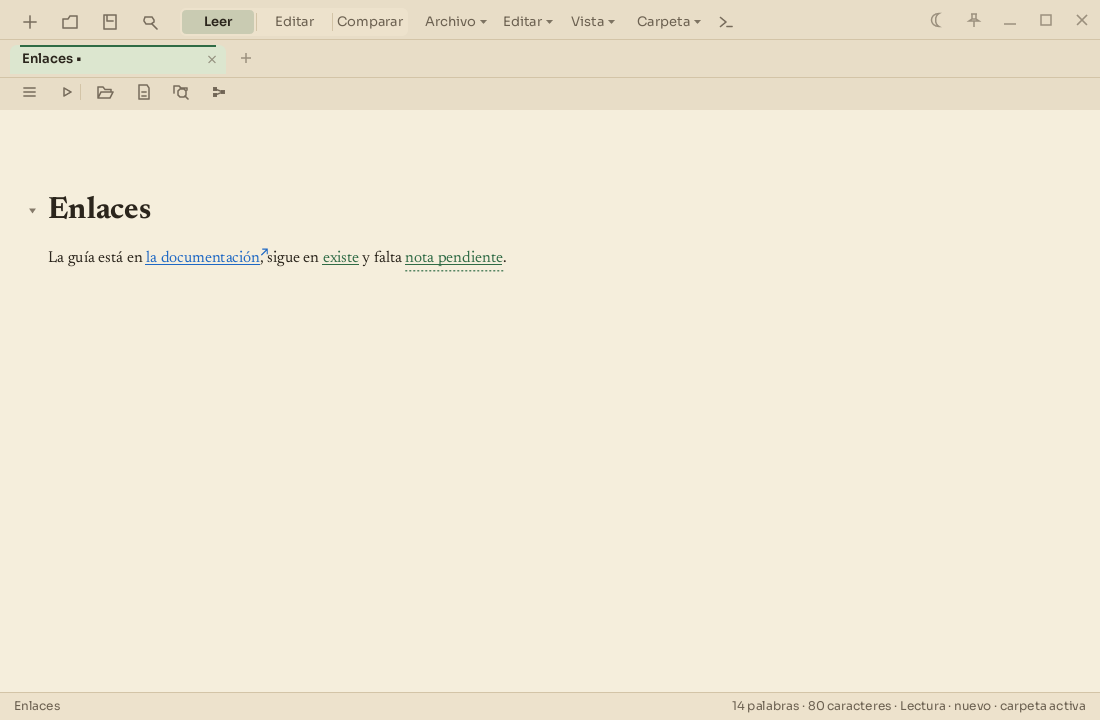 Leer Editar Comparar Archivo Editar Vista Carpeta
Enlaces
Enlaces
La guía está en la documentación, sigue en existe y falta nota pendiente.
Enlaces 14 palabras · 80 caracteres · Lectura · nuevo · carpeta activa